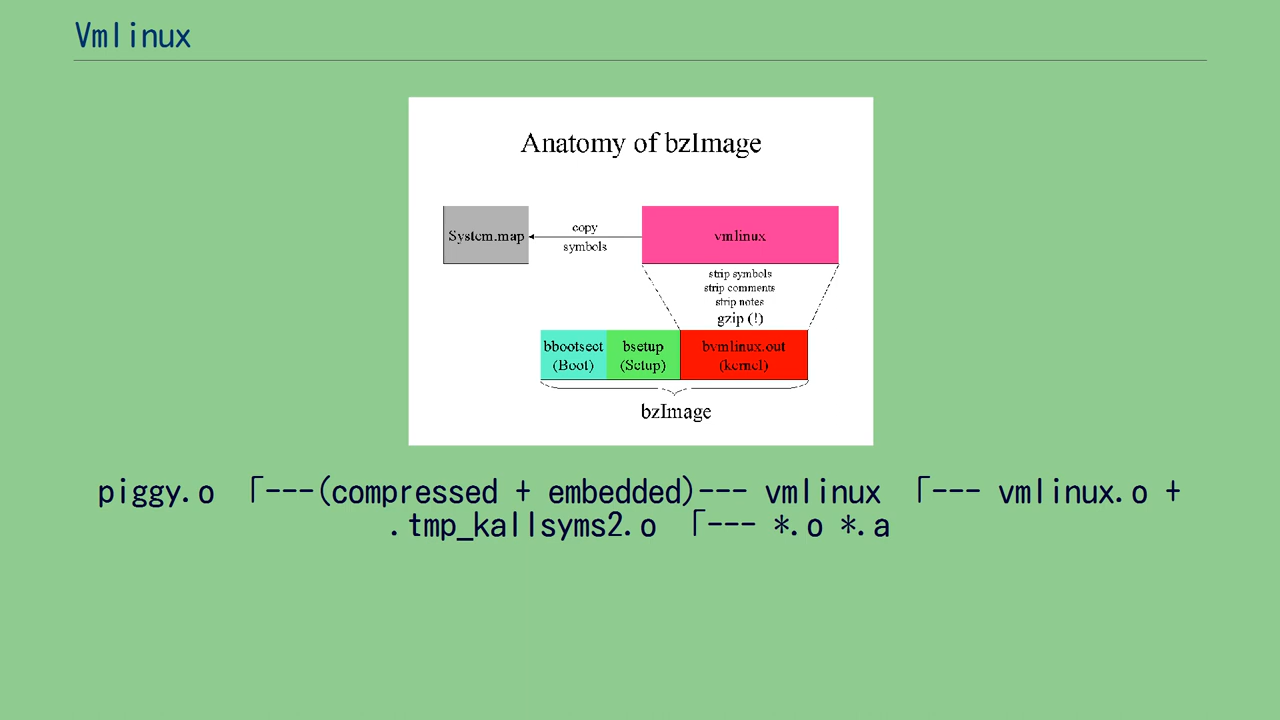 Vmlinux
Anatomy of bzImage
System.map
copy
symbols
vmlinux
strip symbols
strip comments
strip notes
gzip (!)
bbootsect
(Boot)
bsetup
(Setup)
bvmlinux.out
(kernel)
bzImage
piggy.o 「---(compressed + embedded)--- vmlinux 「--- vmlinux.o +
.tmp_kallsyms2.o 「--- *.o *.a